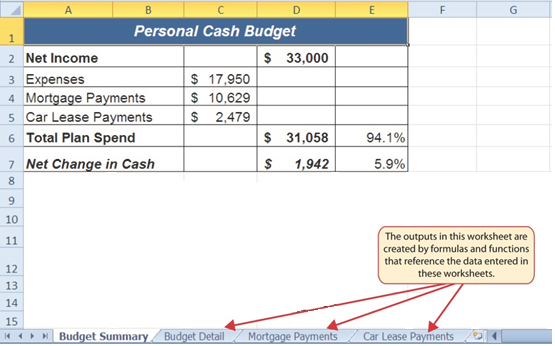 A B C D E F G
1 Personal Cash Budget
2 Net Income $ 33,000
3 Expenses $ 17,950
4 Mortgage Payments $ 10,629
5 Car Lease Payments $ 2,479
6 Total Plan Spend $ 31,058 94.1%
7 Net Change in Cash $ 1,942 5.9%
8
9
10
11
12
13
14
15
The outputs in this worksheet are
created by formulas and functions
that reference the data entered in
these worksheets.
Budget Summary Budget Detail Mortgage Payments Car Lease Payments